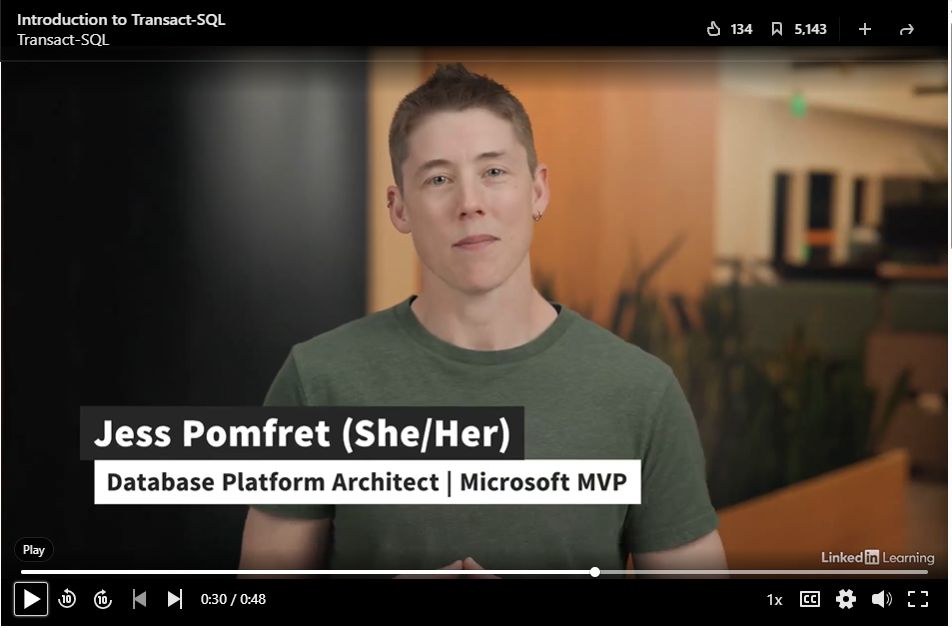 Introduction to Transact-SQL
Transact-SQL
134
5,143
Jess Pomfret (She/Her)
Database Platform Architect | Microsoft MVP
Play
LinkedIn Learning
10
10
0:30 / 0:48
1x
CC